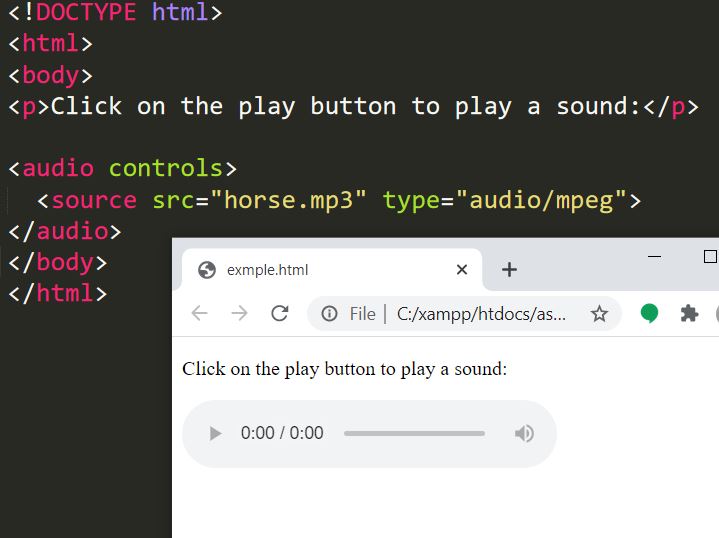 <!DOCTYPE html>
<html>
<body>
<p>Click on the play button to play a sound:</p>
<audio controls>
<source src="horse.mp3" type="audio/mpeg">
</audio>
</body>
</html>
exmple.html
File | C:/xampp/htdocs/as...
Click on the play button to play a sound:
0:00 / 0:00